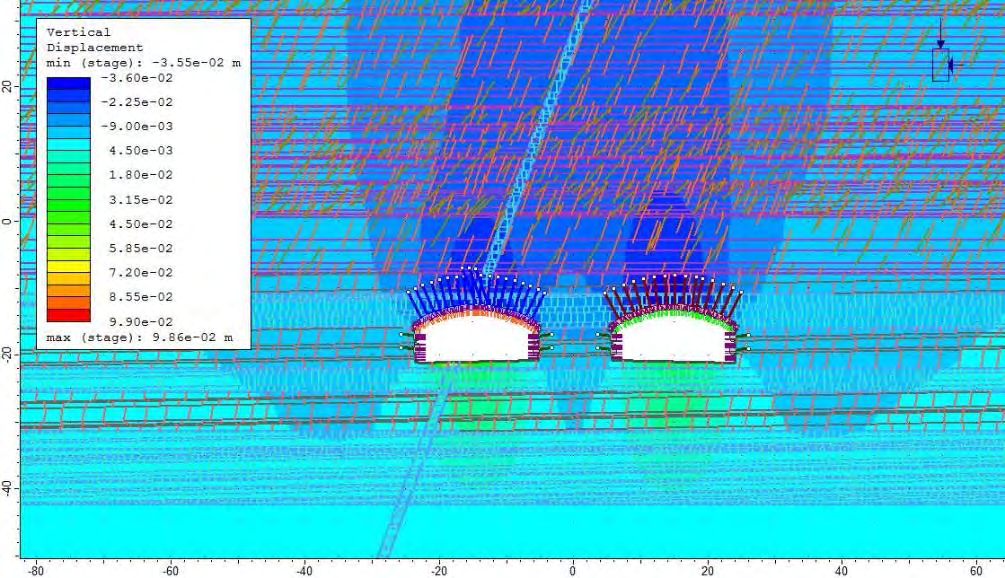 Vertical
Displacement
min (stage): -3.55e-02 m
-3.60e-02
-2.25e-02
-9.00e-03
4.50e-03
1.80e-02
3.15e-02
4.50e-02
5.85e-02
7.20e-02
8.55e-02
9.90e-02
max (stage): 9.86e-02 m
20
0
-20
-40
-80 -60 -40 -20 0 20 40 60